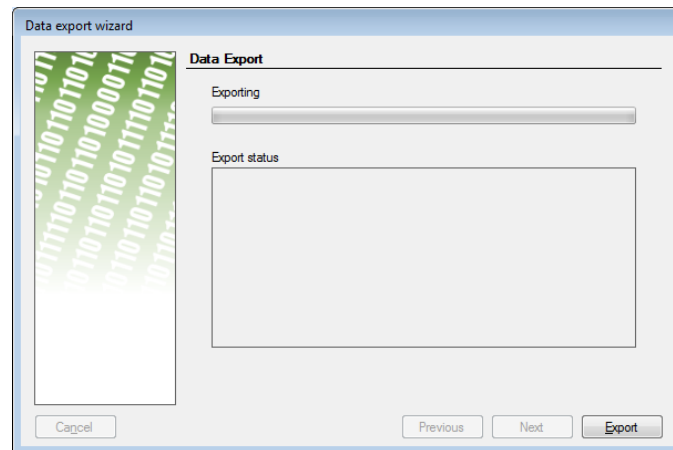 Data export wizard
Data Export
Exporting
Export status
Cancel
Previous
Next
Export